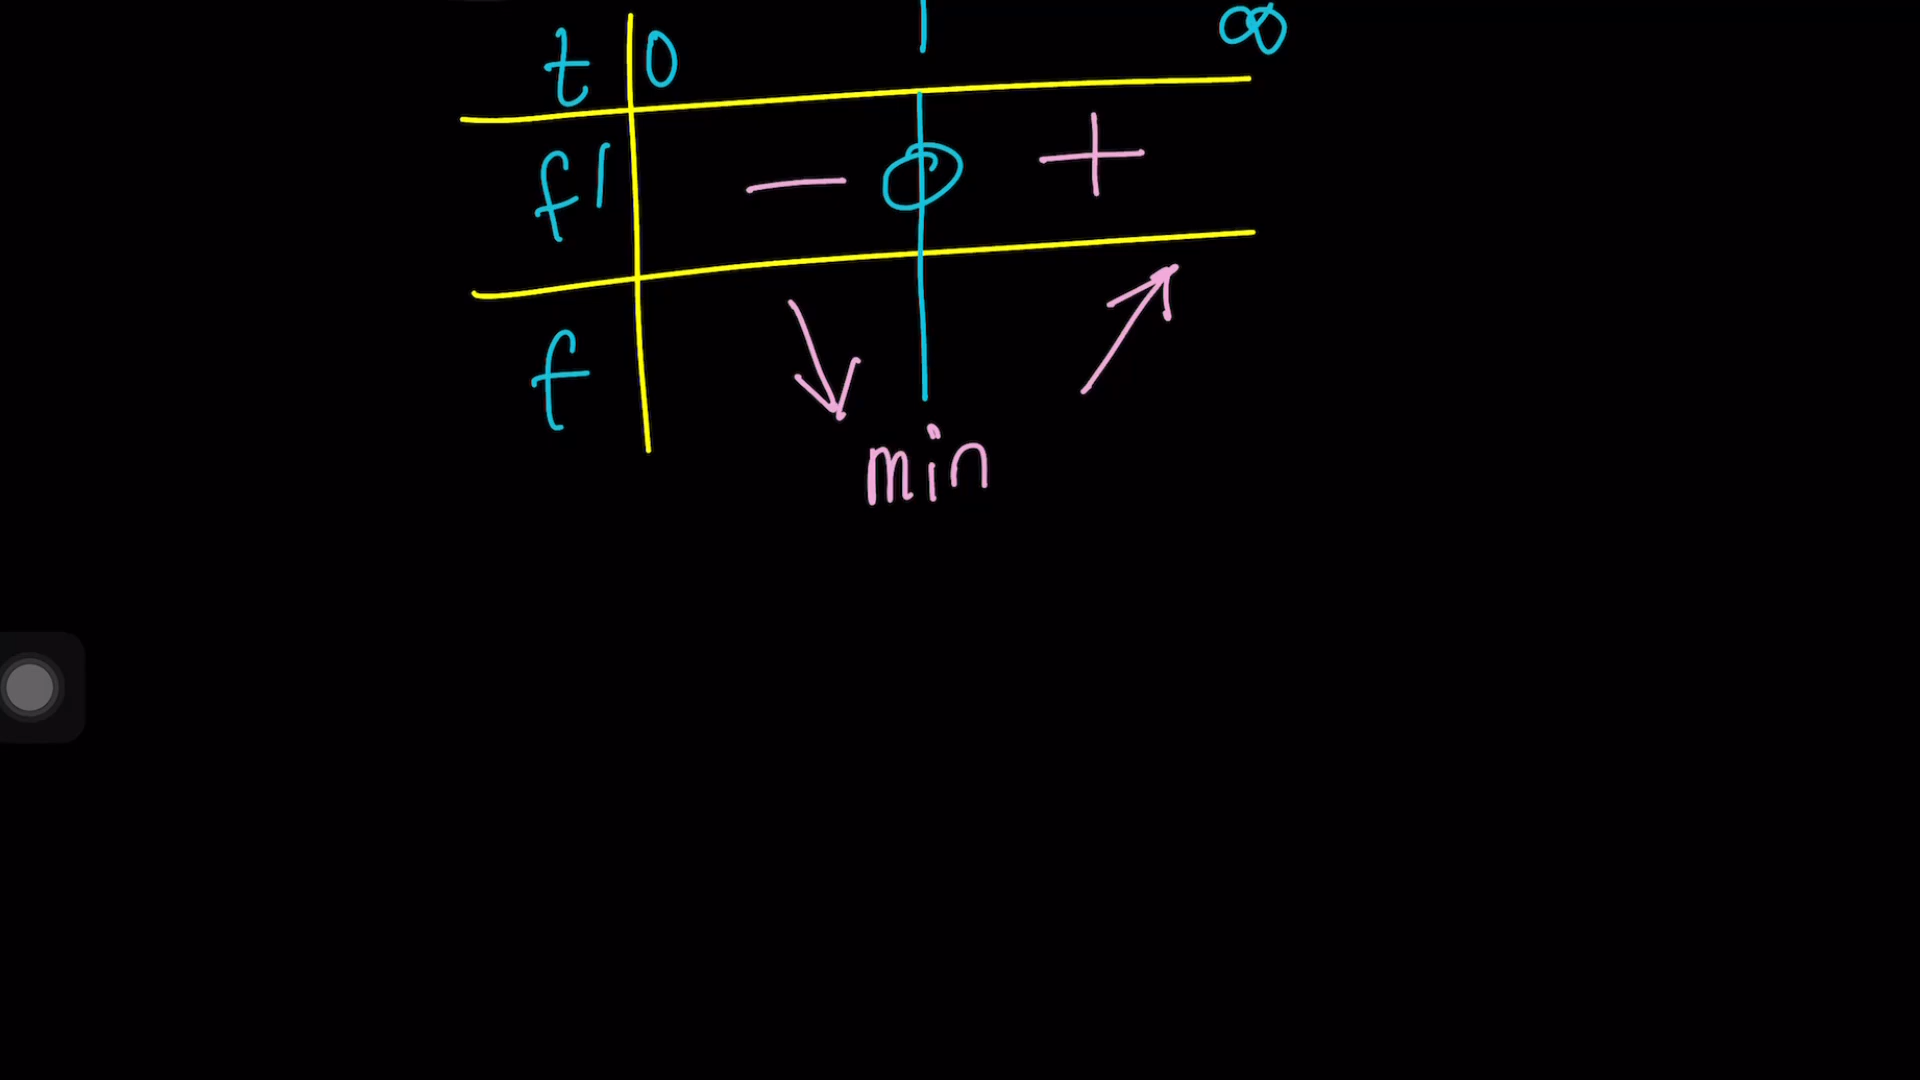 t 0 1 ∞
f' − 0 +
f ↘ ↗
min